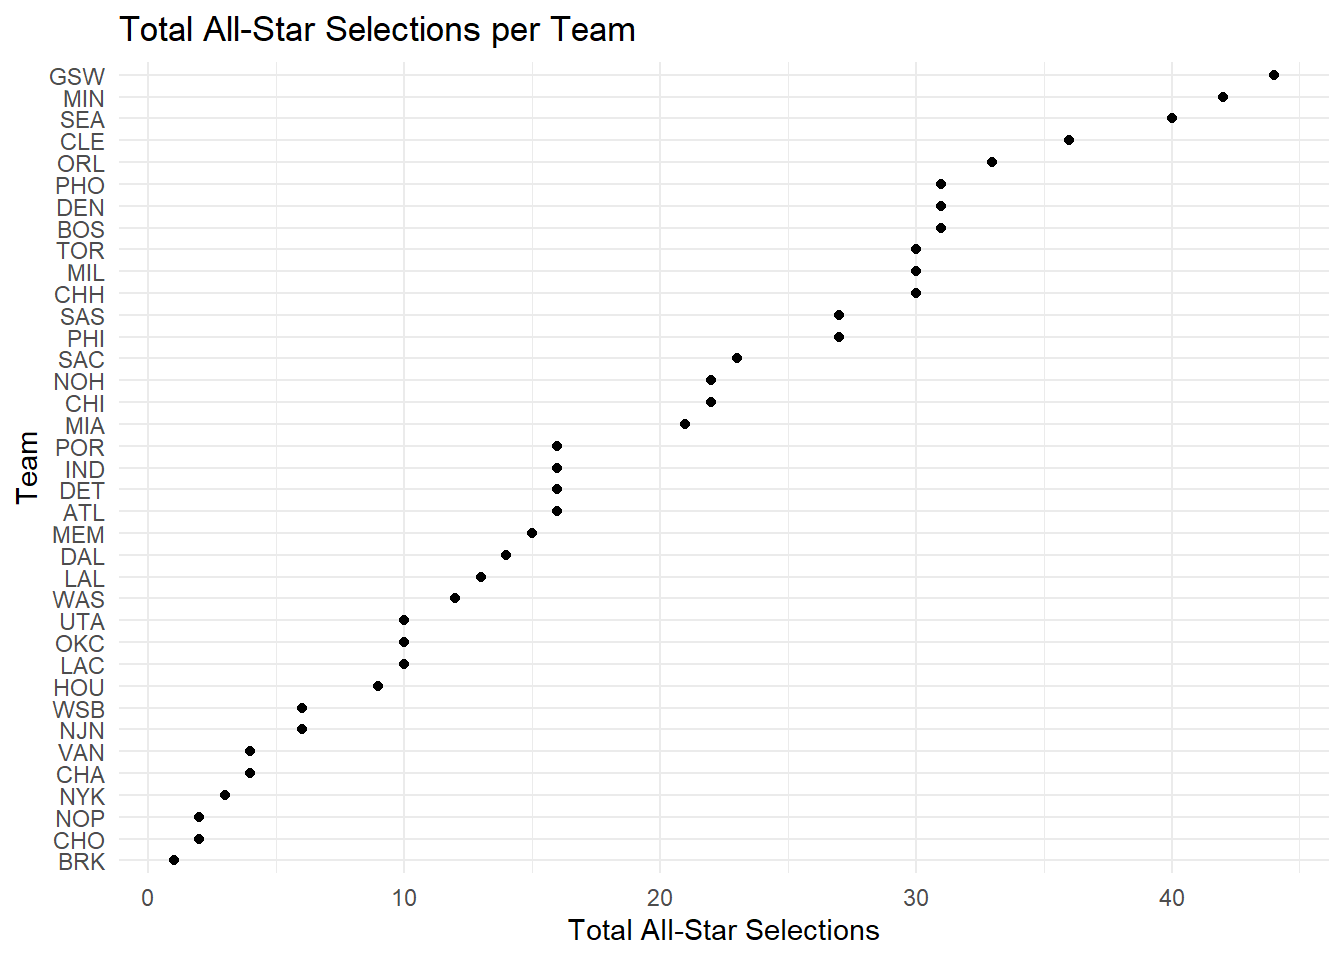 Total All-Star Selections per Team
GSW
MIN
SEA
CLE
ORL
PHO
DEN
BOS
TOR
MIL
CHH
SAS
PHI
SAC
NOH
CHI
MIA
POR
IND
DET
ATL
MEM
DAL
LAL
WAS
UTA
OKC
LAC
HOU
WSB
NJN
VAN
CHA
NYK
NOP
CHO
BRK
Team
0 10 20 30 40
Total All-Star Selections